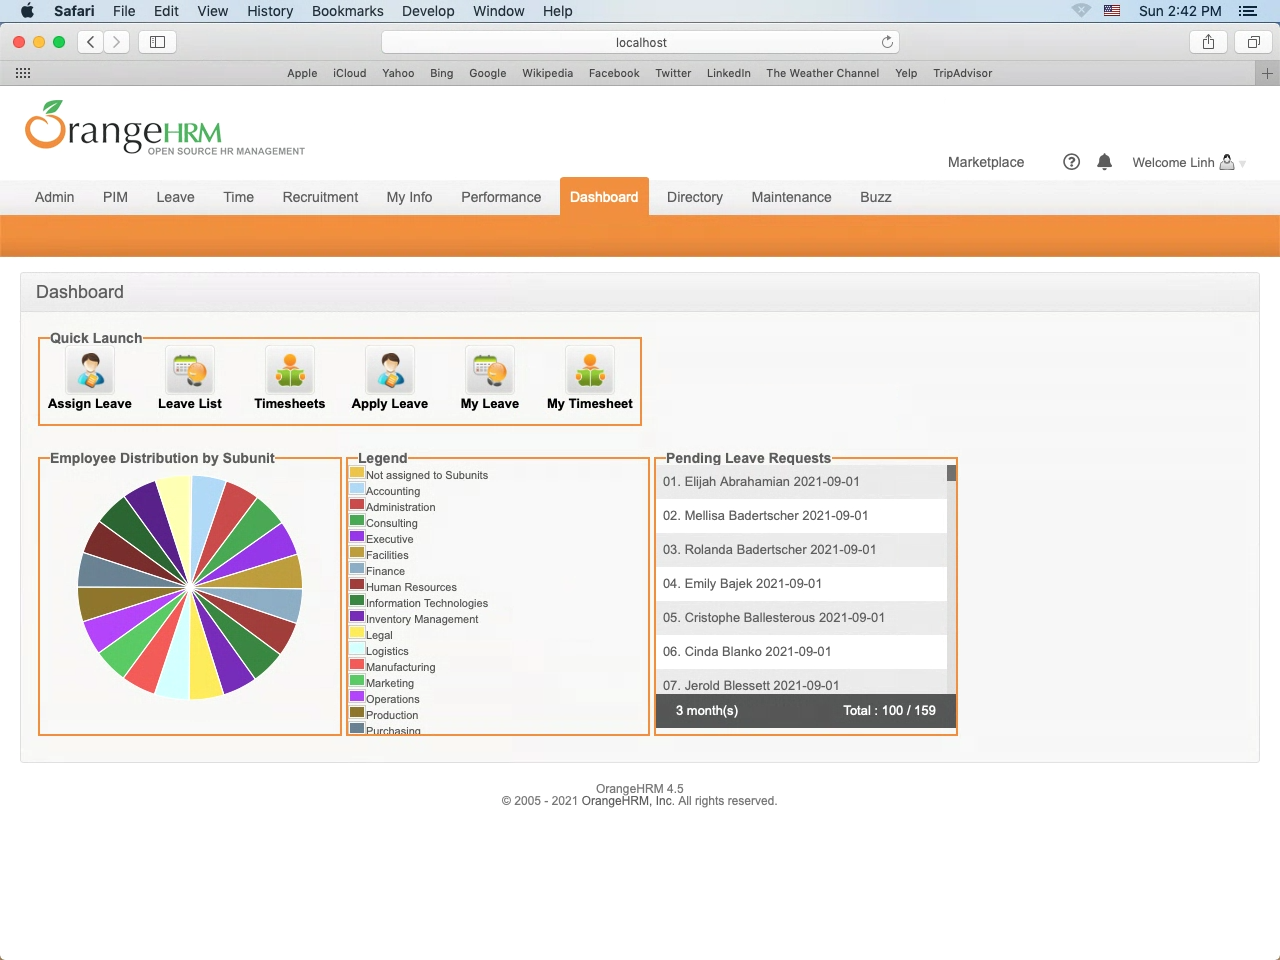 Safari File Edit View History Bookmarks Develop Window Help Sun 2:42 PM
localhost
Apple iCloud Yahoo Bing Google Wikipedia Facebook Twitter LinkedIn The Weather Channel Yelp TripAdvisor
OrangeHRM
OPEN SOURCE HR MANAGEMENT
Marketplace Welcome Linh
Admin PIM Leave Time Recruitment My Info Performance Dashboard Directory Maintenance Buzz
Dashboard
Quick Launch
Assign Leave Leave List Timesheets Apply Leave My Leave My Timesheet
Employee Distribution by Subunit
Legend
Not assigned to Subunits
Accounting
Administration
Consulting
Executive
Facilities
Finance
Human Resources
Information Technologies
Inventory Management
Legal
Logistics
Manufacturing
Marketing
Operations
Production
Purchasing
Pending Leave Requests
01. Elijah Abrahamian 2021-09-01
02. Mellisa Badertscher 2021-09-01
03. Rolanda Badertscher 2021-09-01
04. Emily Bajek 2021-09-01
05. Cristophe Ballesterous 2021-09-01
06. Cinda Blanko 2021-09-01
07. Jerold Blessett 2021-09-01
3 month(s) Total : 100 / 159
OrangeHRM 4.5
© 2005 - 2021 OrangeHRM, Inc. All rights reserved.